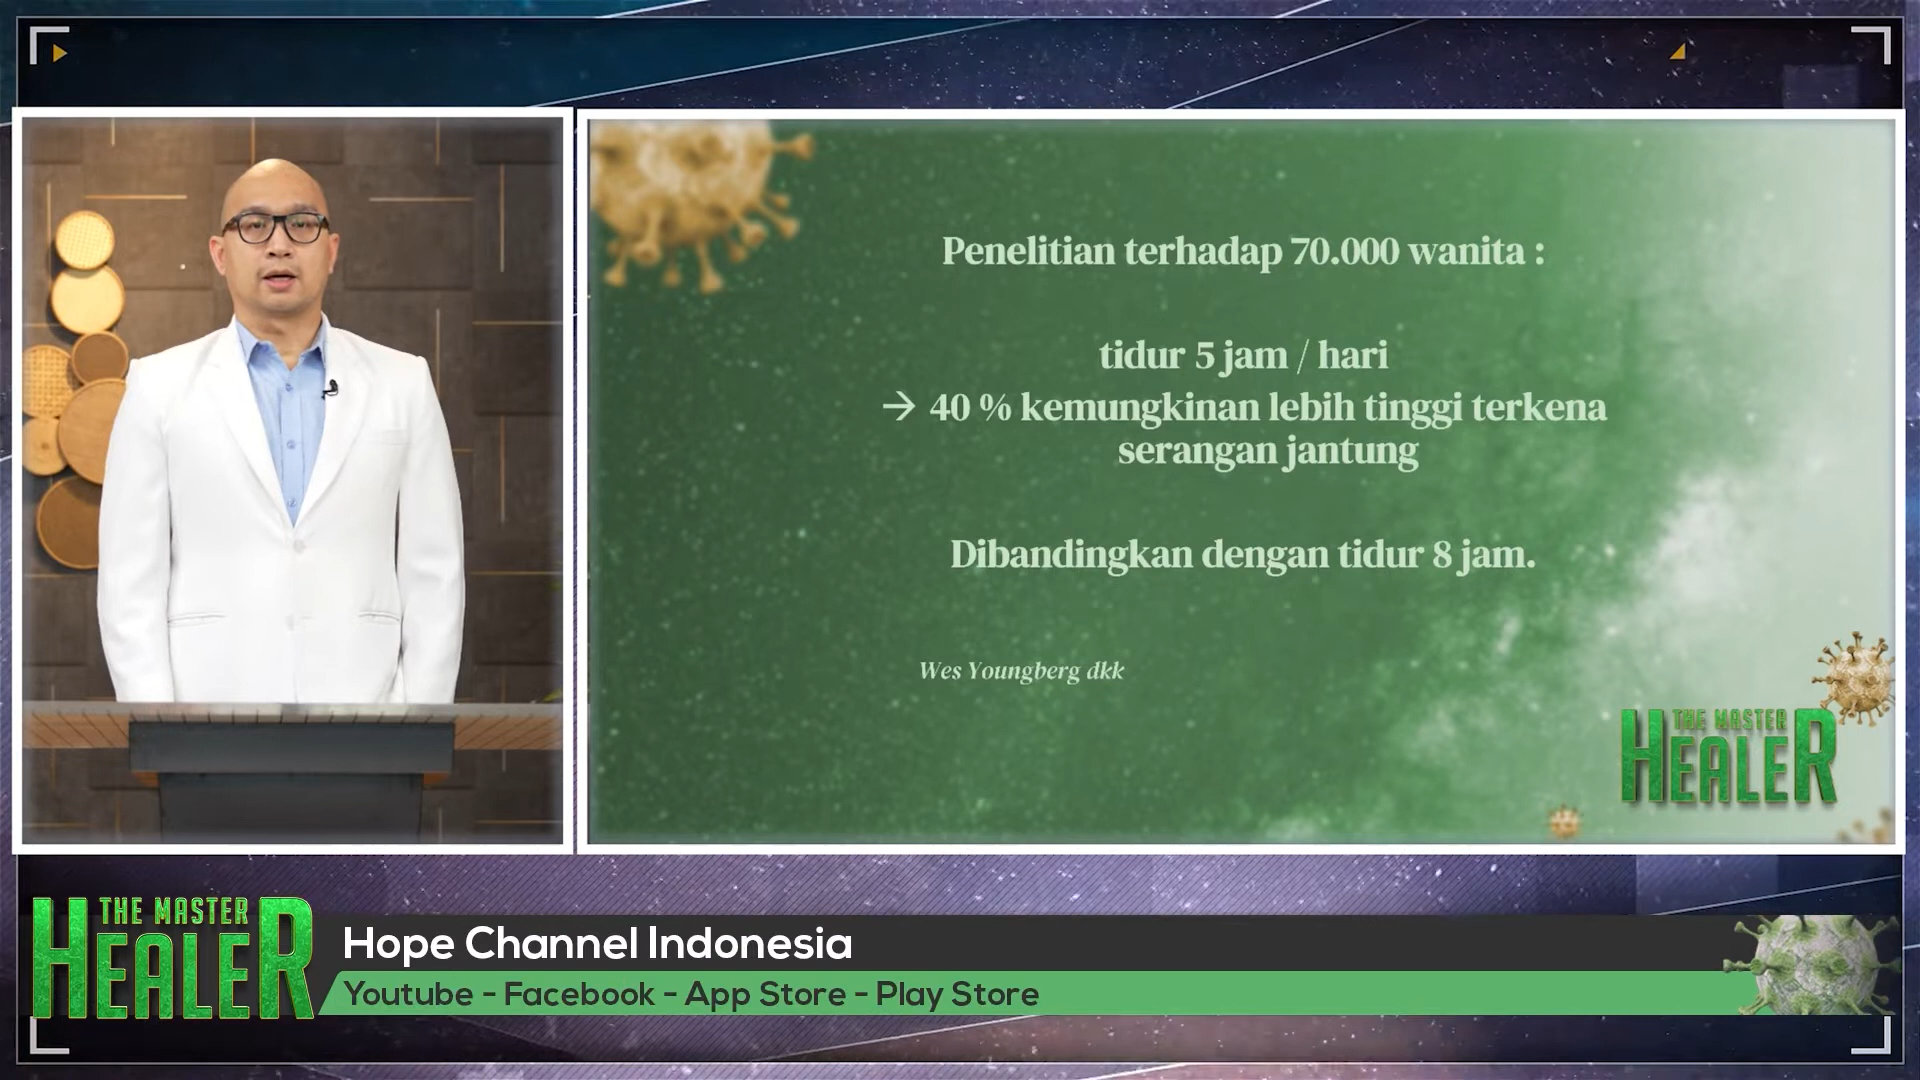 Penelitian terhadap 70.000 wanita :
tidur 5 jam / hari
→ 40 % kemungkinan lebih tinggi terkena
serangan jantung
Dibandingkan dengan tidur 8 jam.
Wes Youngberg dkk
THE MASTER
HEALER
THE MASTER
HEALER
Hope Channel Indonesia
Youtube - Facebook - App Store - Play Store